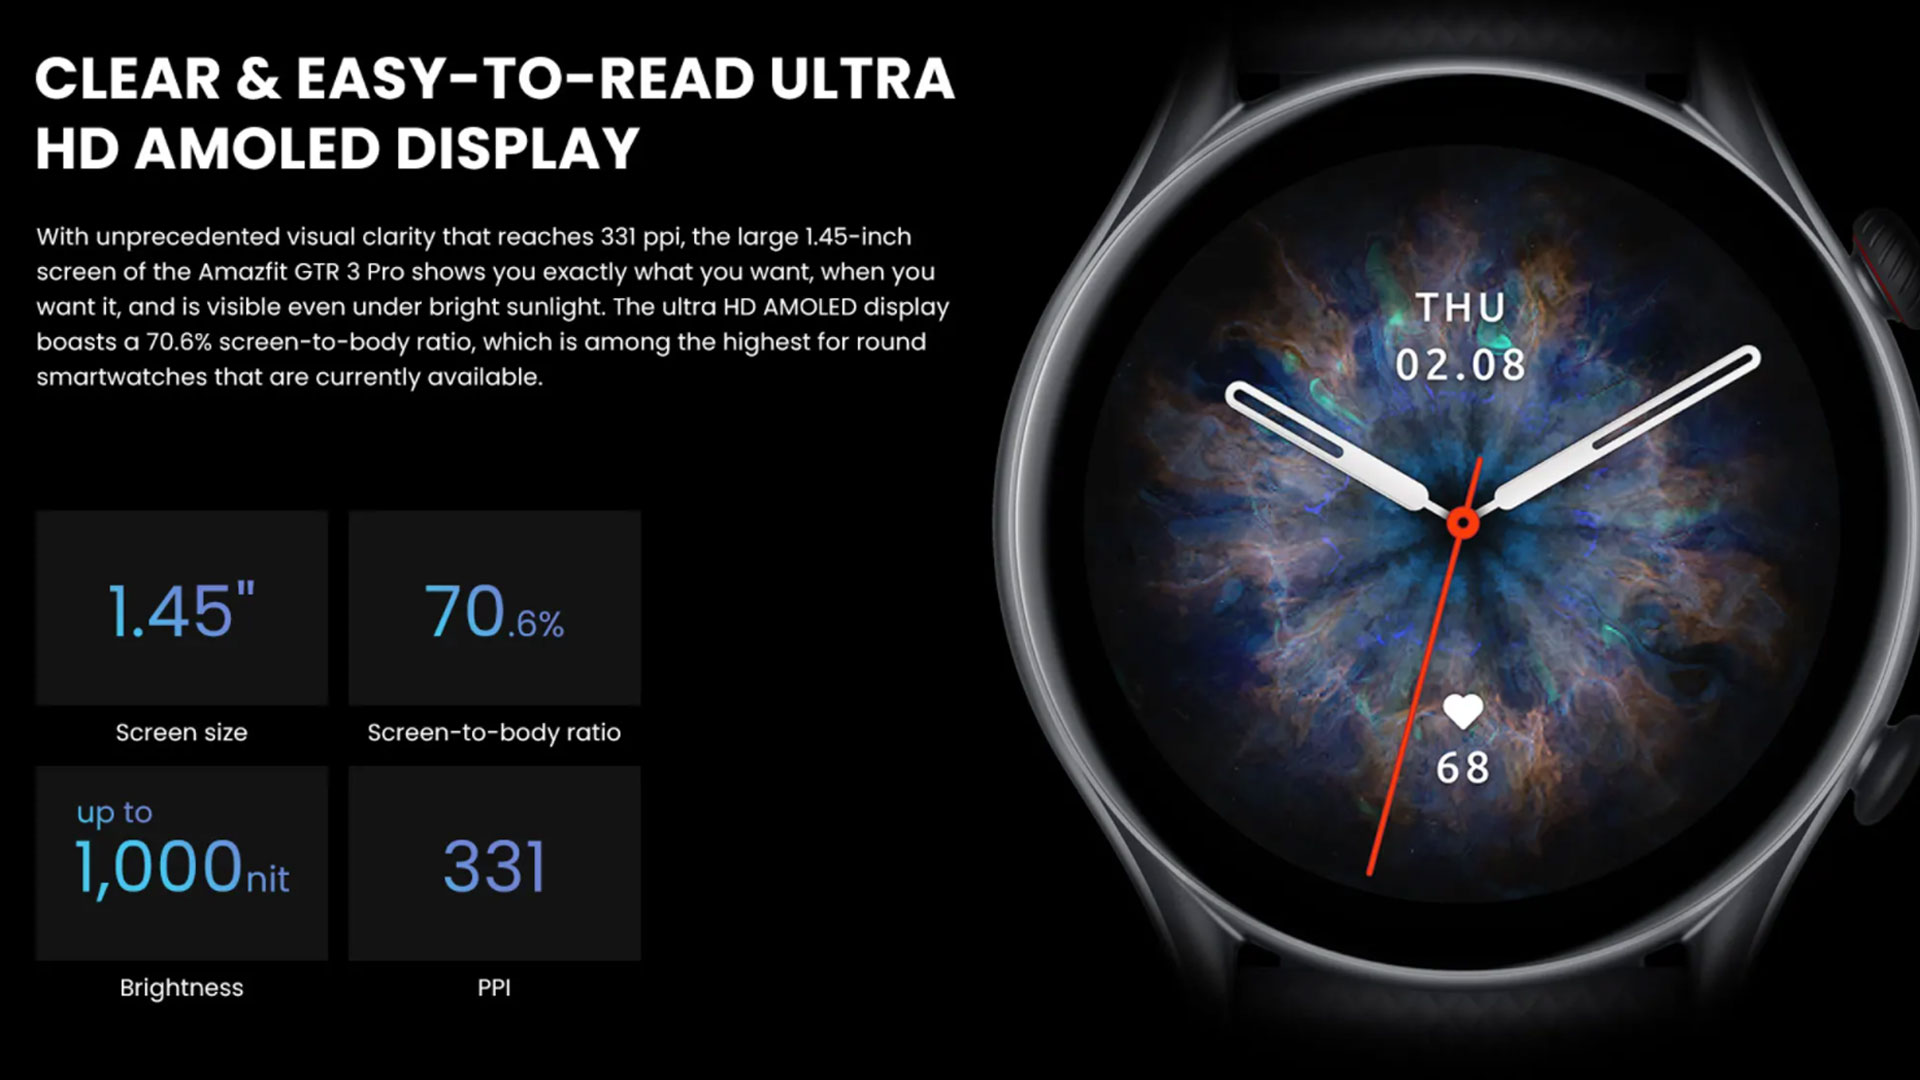 CLEAR & EASY-TO-READ ULTRA
HD AMOLED DISPLAY
With unprecedented visual clarity that reaches 331 ppi, the large 1.45-inch
screen of the Amazfit GTR 3 Pro shows you exactly what you want, when you
want it, and is visible even under bright sunlight. The ultra HD AMOLED display
boasts a 70.6% screen-to-body ratio, which is among the highest for round
smartwatches that are currently available.
1.45"
Screen size
70.6%
Screen-to-body ratio
up to
1,000nit
Brightness
331
PPI
THU
02.08
68